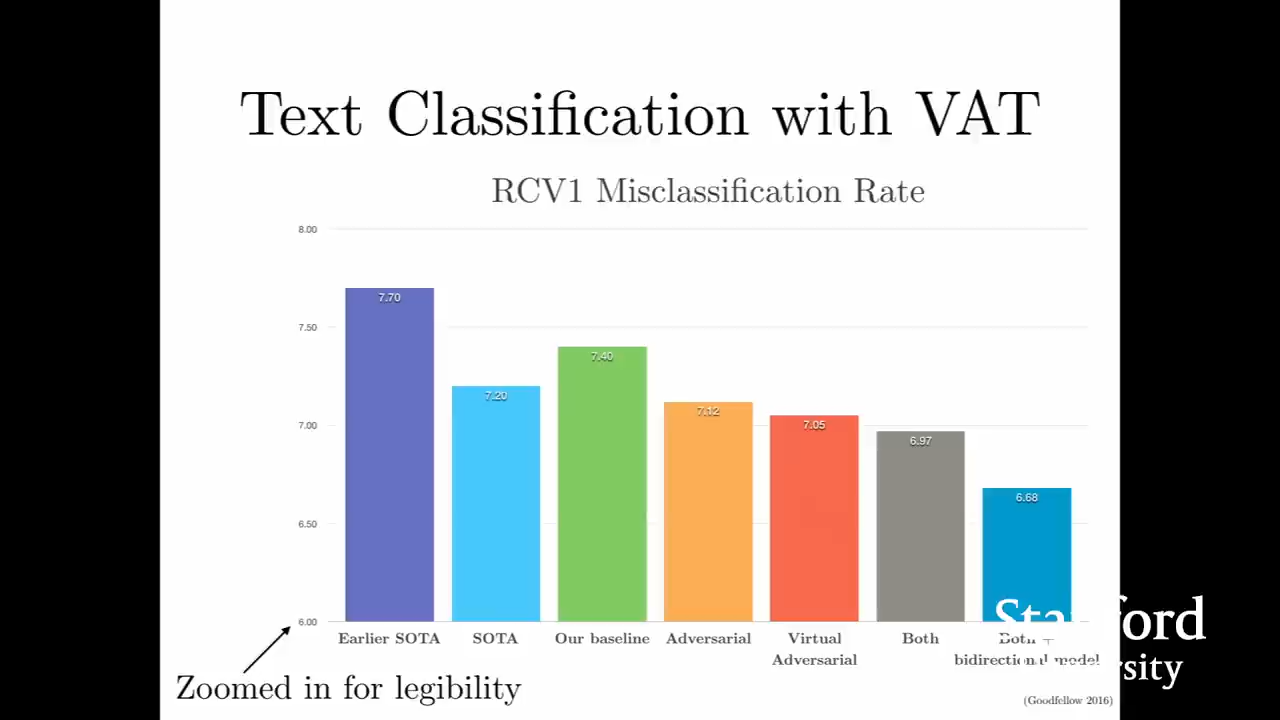 Text Classification with VAT
RCV1 Misclassification Rate
8.00
7.50
7.00
6.50
6.00
7.70
7.20
7.40
7.12
7.05
6.97
6.68
Earlier SOTA
SOTA
Our baseline
Adversarial
Virtual
Adversarial
Both
Both +
bidirectional model
Zoomed in for legibility
(Goodfellow 2016)
Stanford